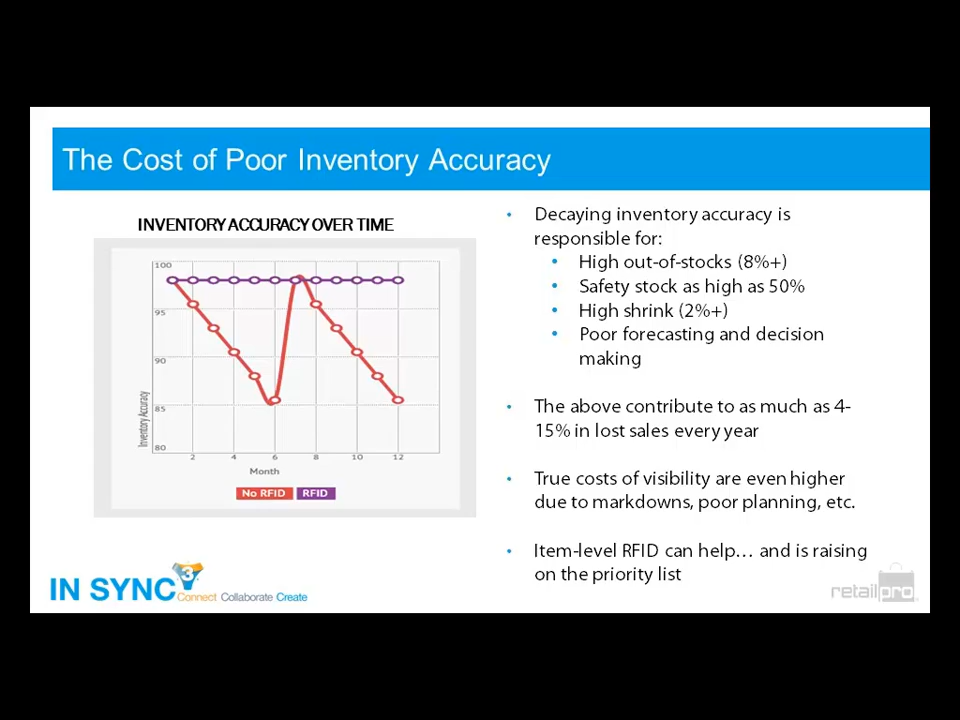 The Cost of Poor Inventory Accuracy
INVENTORY ACCURACY OVER TIME
100
95
90
85
80
Inventory Accuracy
2 4 6 8 10 12
Month
No RFID RFID
• Decaying inventory accuracy is
responsible for:
• High out-of-stocks (8%+)
• Safety stock as high as 50%
• High shrink (2%+)
• Poor forecasting and decision
making
• The above contribute to as much as 4-
15% in lost sales every year
• True costs of visibility are even higher
due to markdowns, poor planning, etc.
• Item-level RFID can help... and is raising
on the priority list
IN SYNC 3
Connect Collaborate Create
retailpro